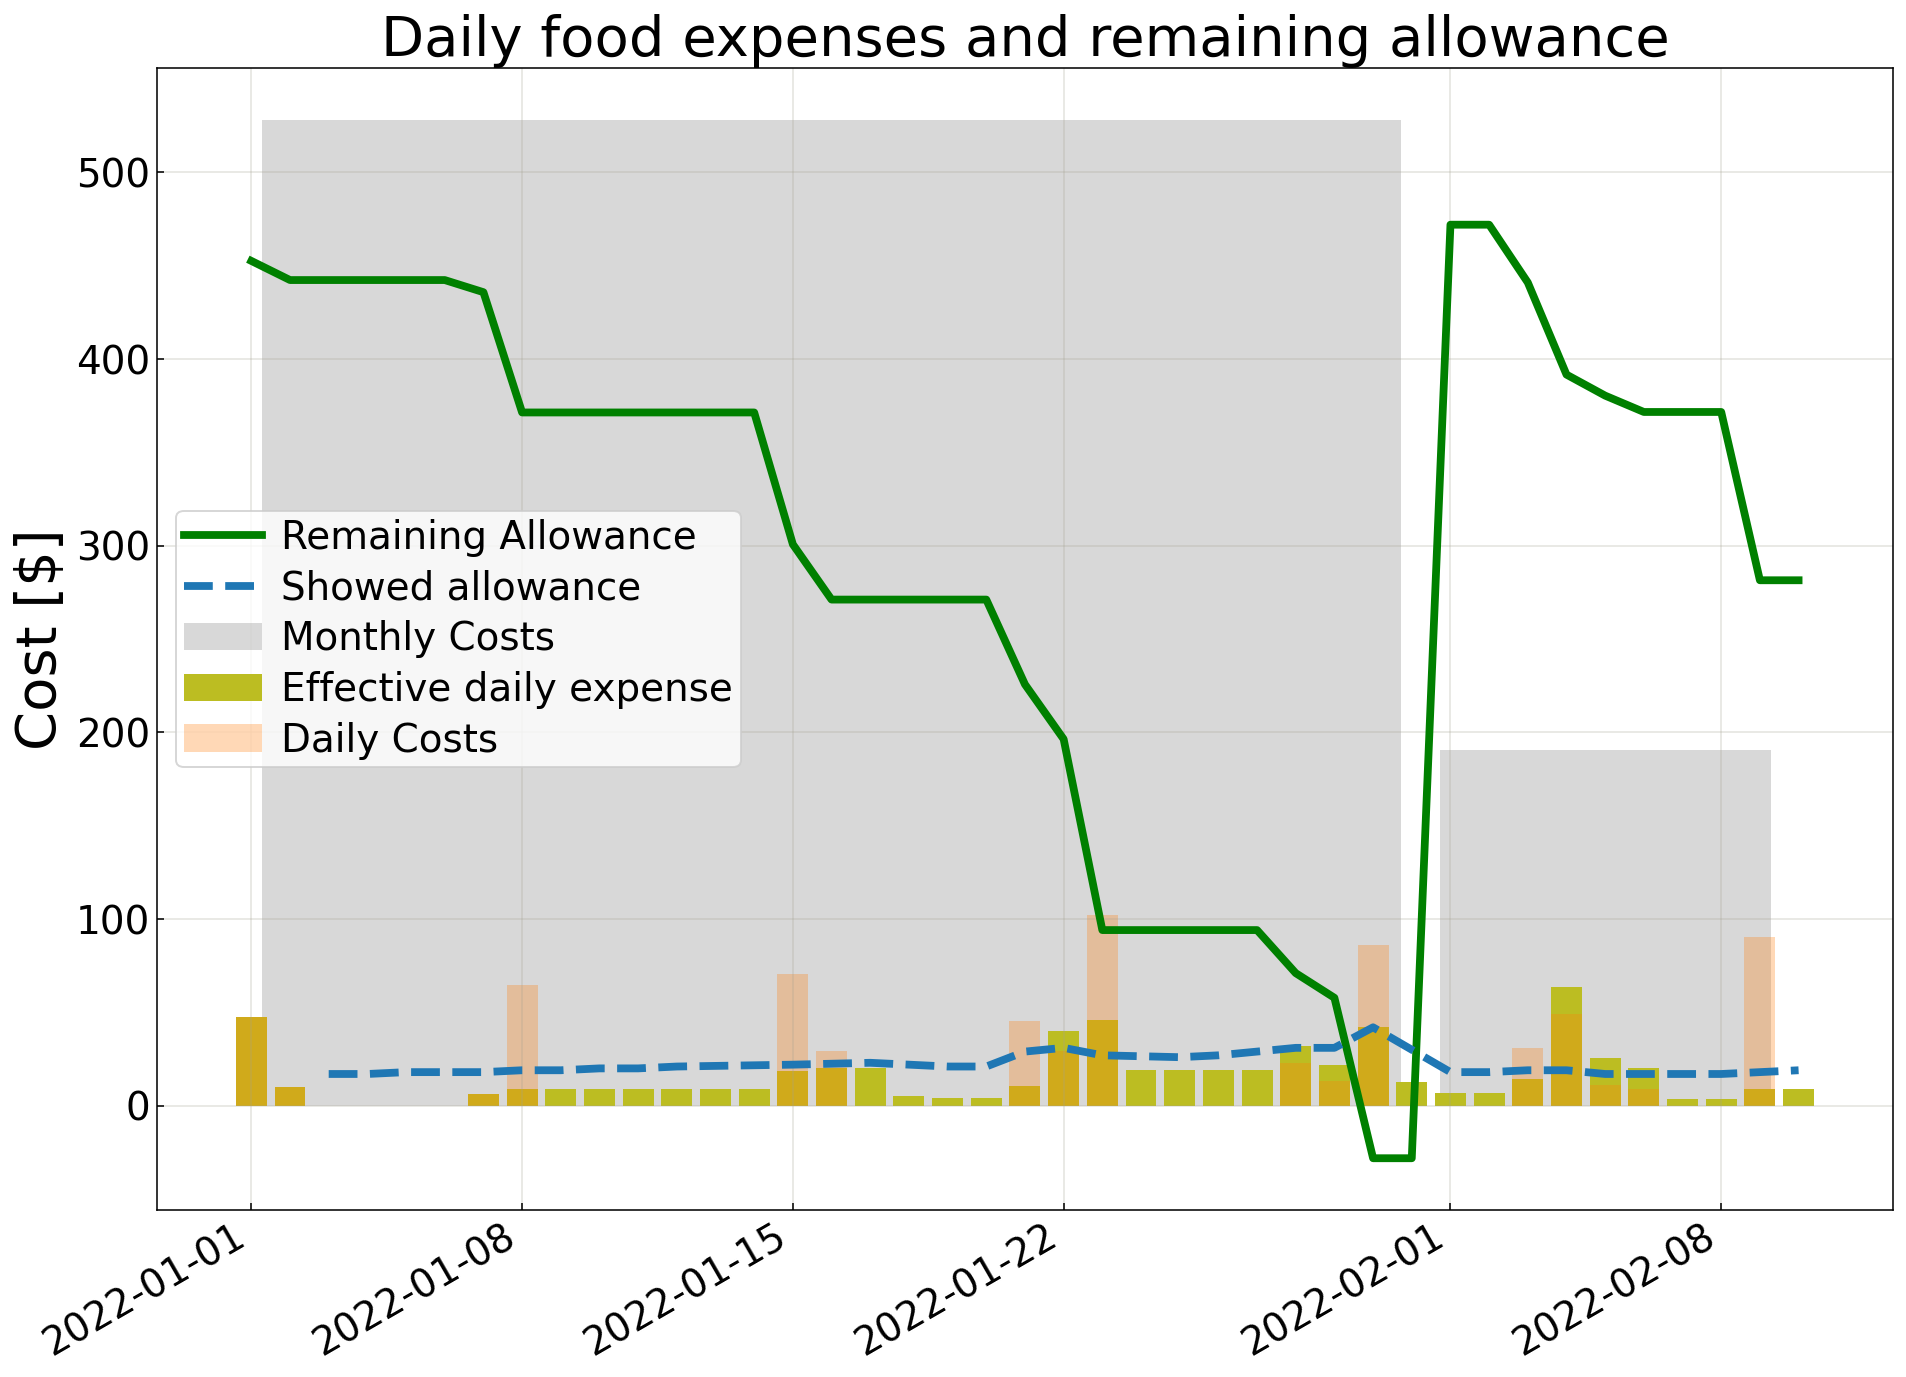 Daily food expenses and remaining allowance
Cost [$]
500
400
300
200
100
0
Remaining Allowance
Showed allowance
Monthly Costs
Effective daily expense
Daily Costs
2022-01-01
2022-01-08
2022-01-15
2022-01-22
2022-02-01
2022-02-08